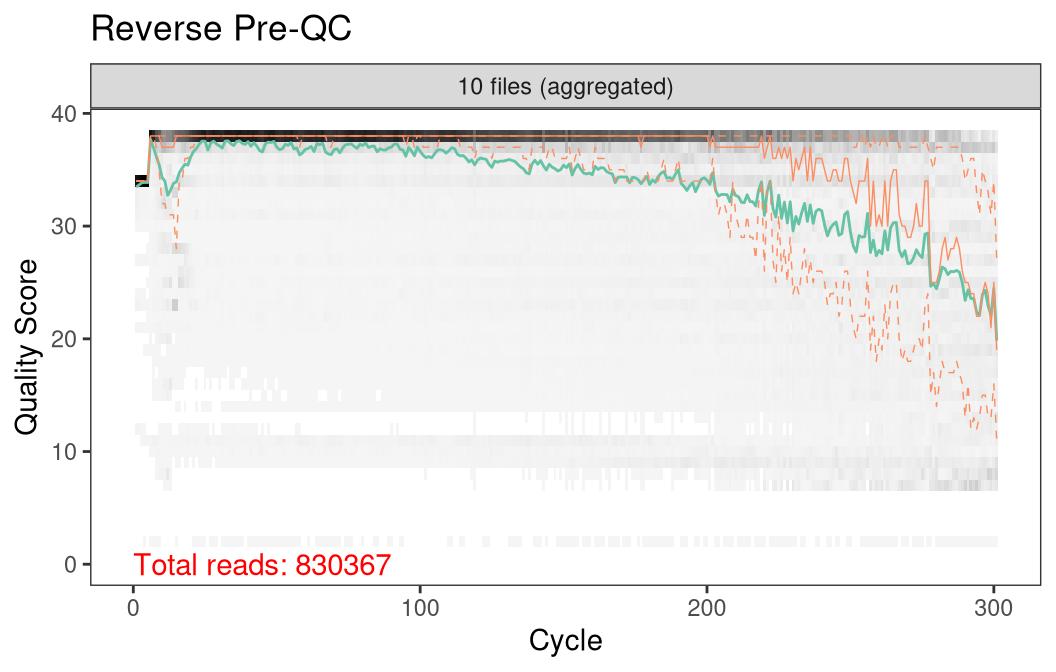 Reverse Pre-QC
10 files (aggregated)
40
30
20
10
0
Quality Score
Total reads: 830367
0 100 200 300
Cycle